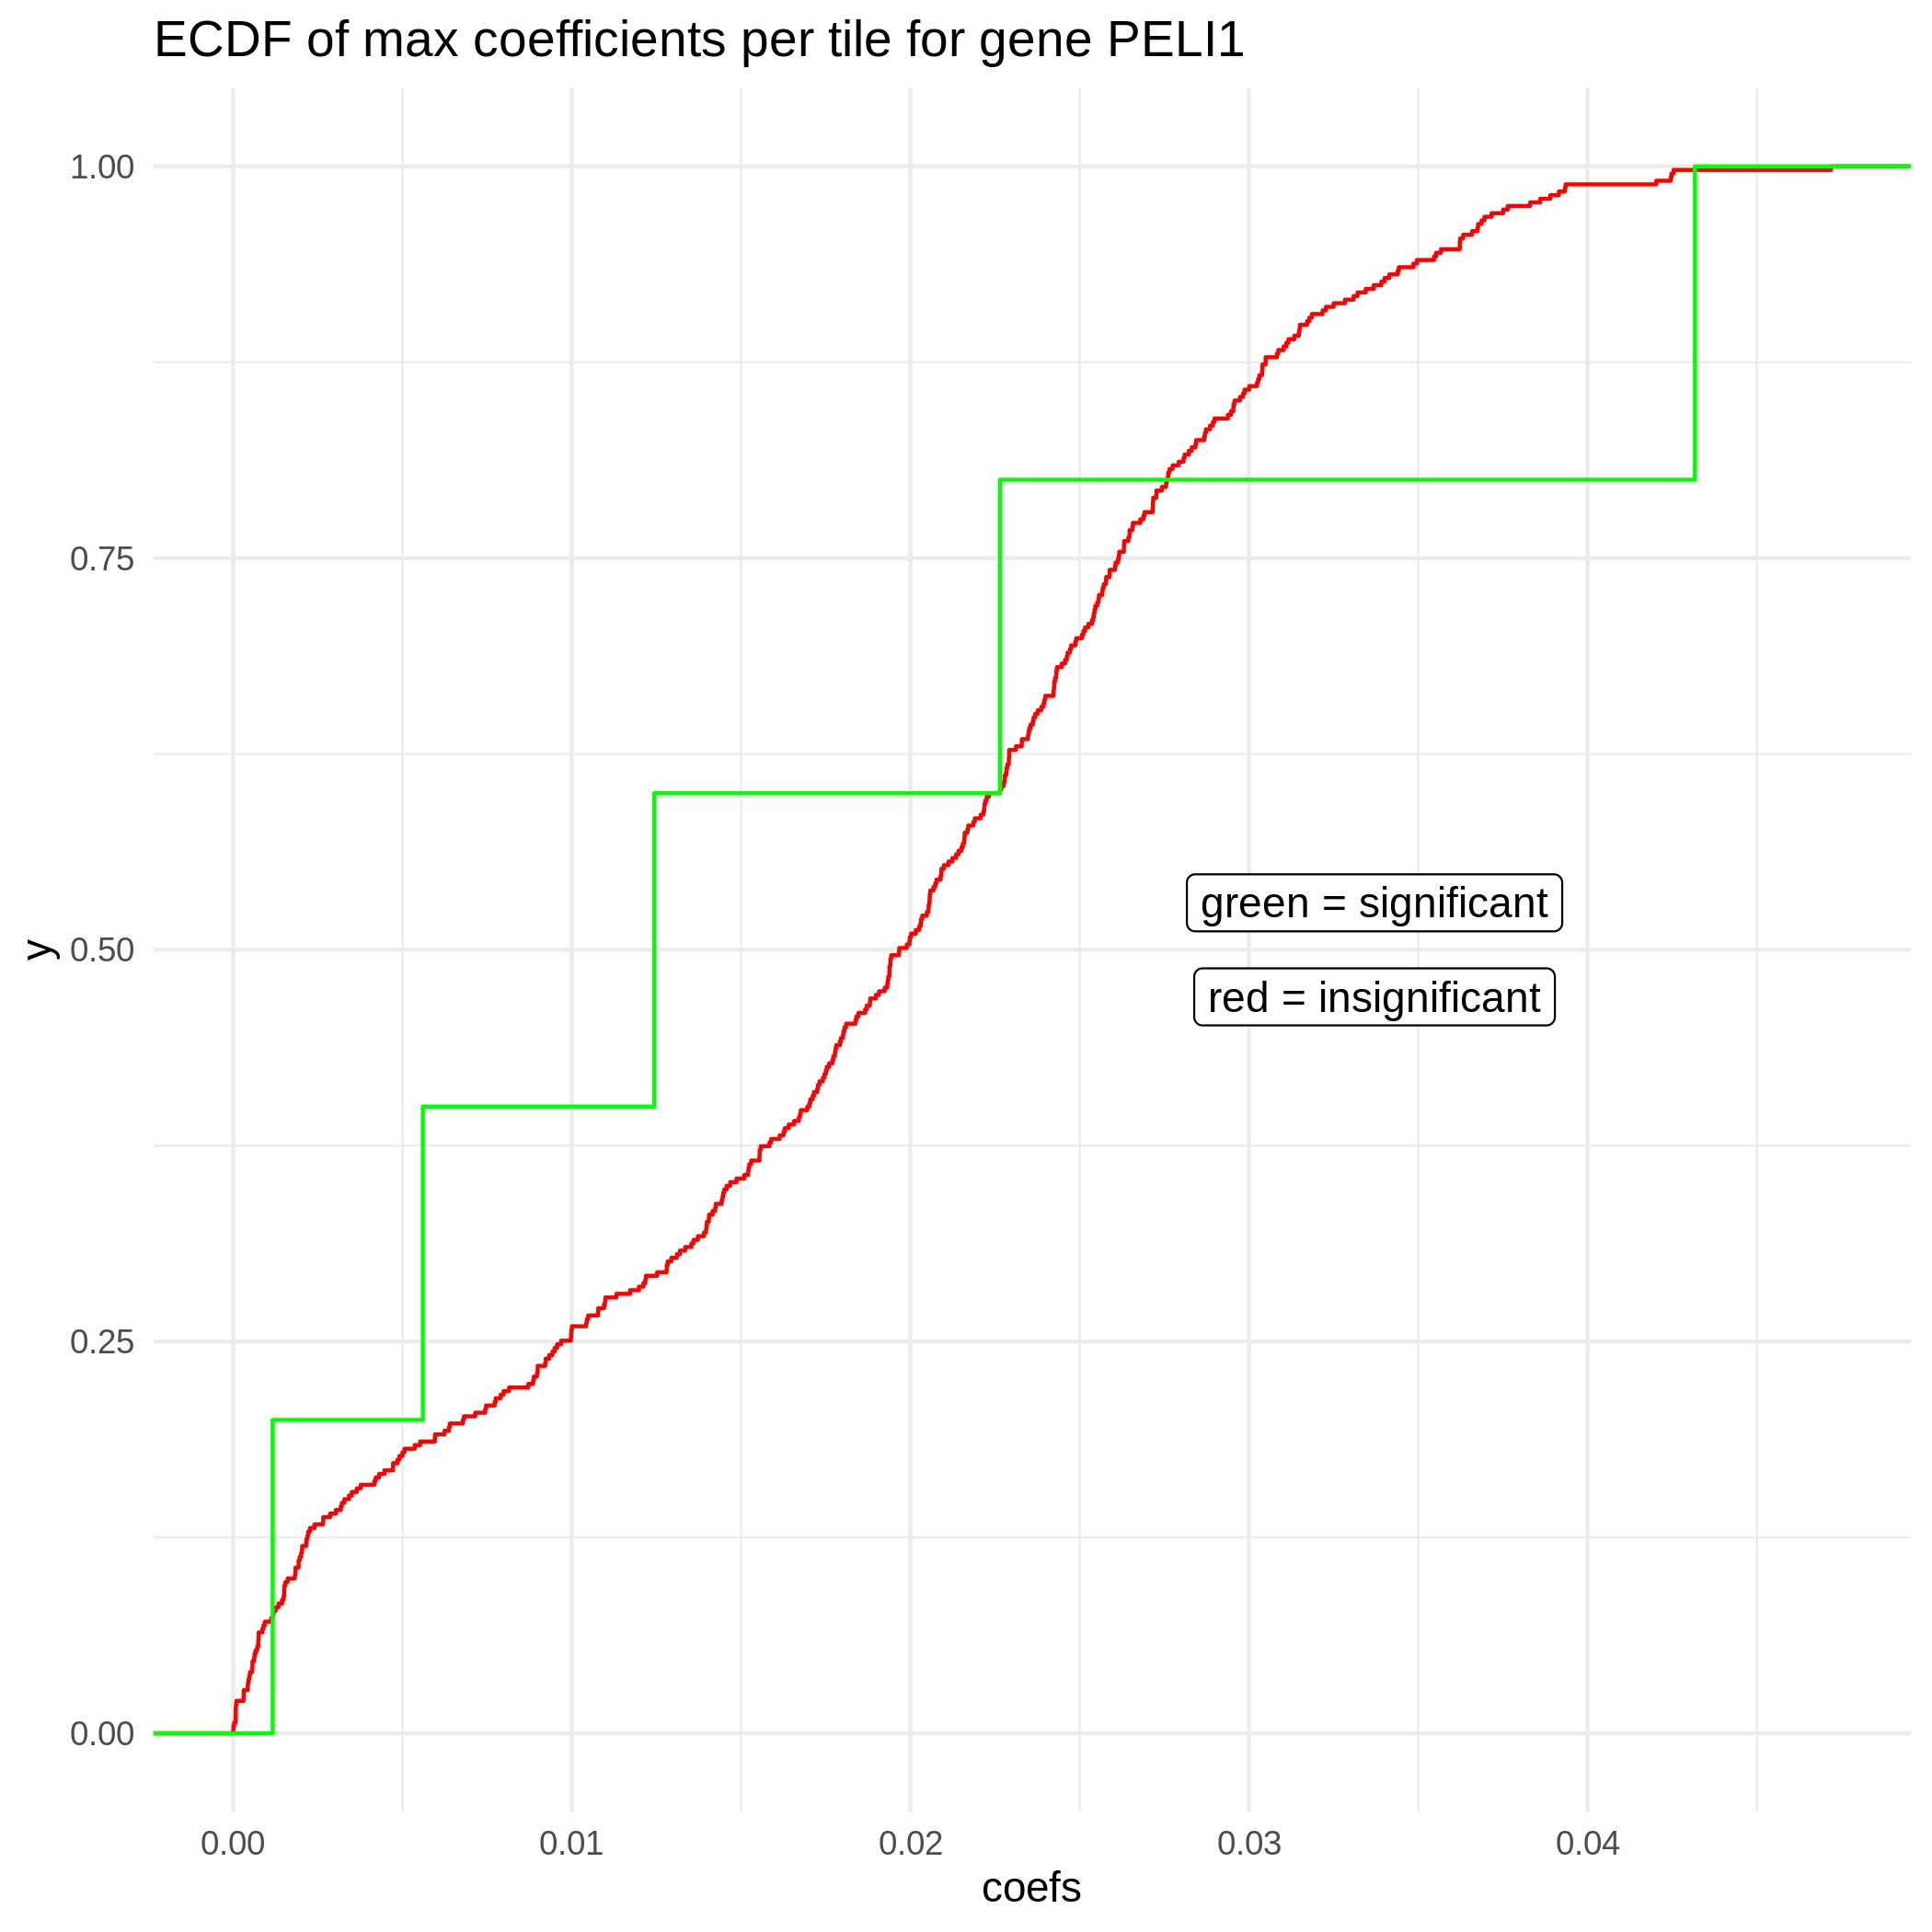 ECDF of max coefficients per tile for gene PELI1
1.00
0.75
0.50
0.25
0.00
y
green = significant
red = insignificant
0.00 0.01 0.02 0.03 0.04
coefs